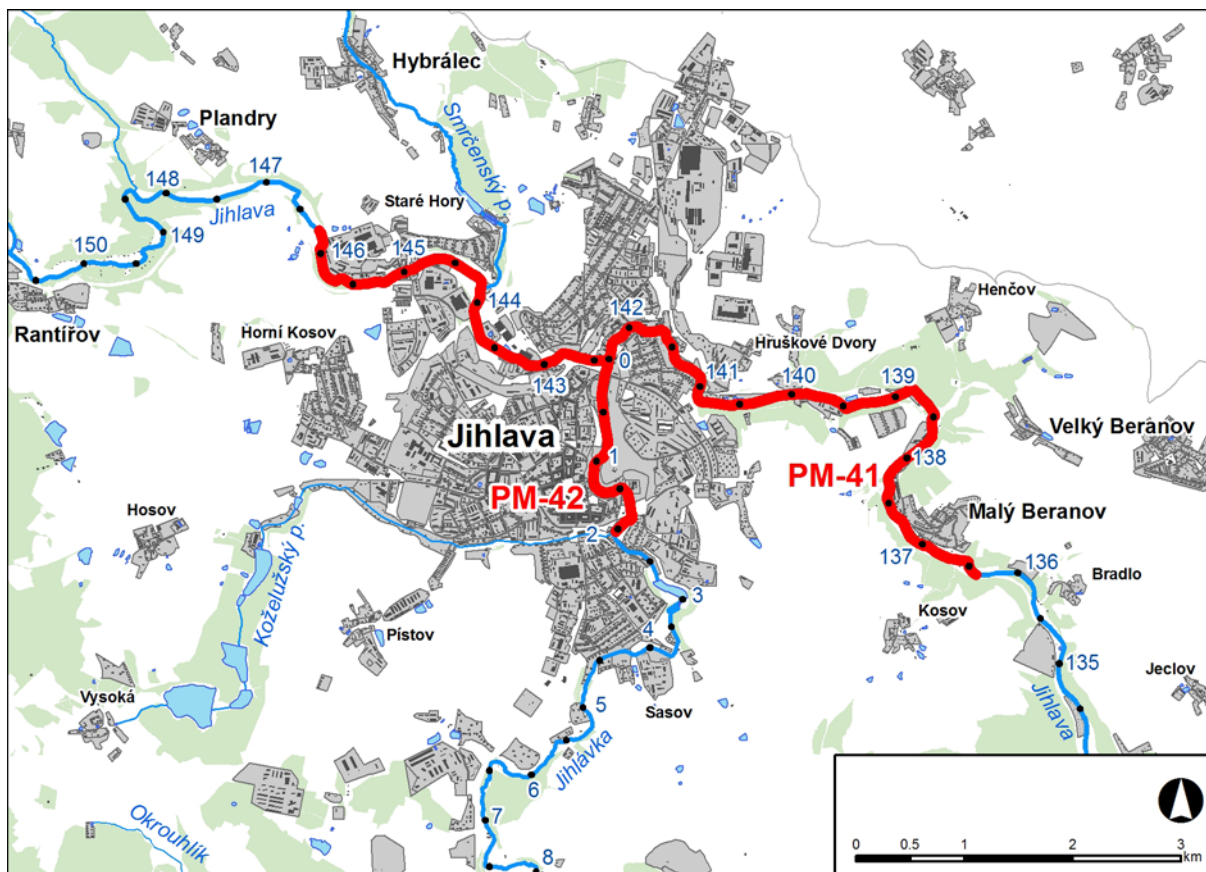 Hybrálec
Plandry
Smrčenský p.
147
148
Staré Hory
Jihlava
149
150
146
145
Henčov
144
142
Rantířov
Horní Kosov
Hruškové Dvory
0
143
141
140
139
Jihlava
Velký Beranov
138
1
PM-41
PM-42
Malý Beranov
Hosov
2
137
136
Bradlo
Koželužský p.
3
Kosov
Pístov
4
135
Jeclov
Vysoká
Sasov
Jihlava
5
Jihlávka
6
7
Okrouhlík
8
0 0.5 1 2 3
km